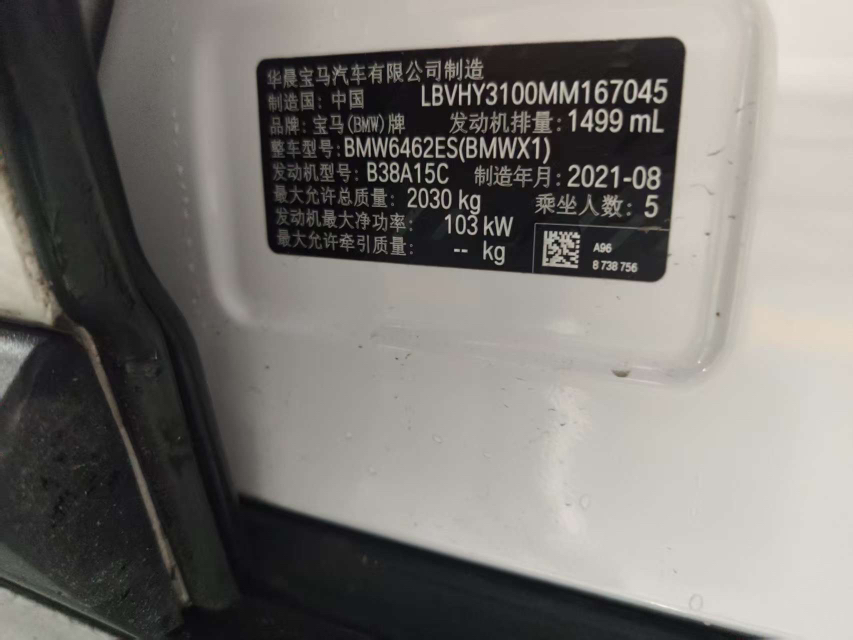 华晨宝马汽车有限公司制造
制造国: 中国 LBVHY3100MM167045
品牌: 宝马(BMW)牌 发动机排量: 1499 mL
整车型号: BMW6462ES(BMWX1)
发动机型号: B38A15C 制造年月: 2021-08
最大允许总质量: 2030 kg 乘坐人数: 5
发动机最大净功率: 103 kW
最大允许牵引质量: -- kg
A96
8 738 756